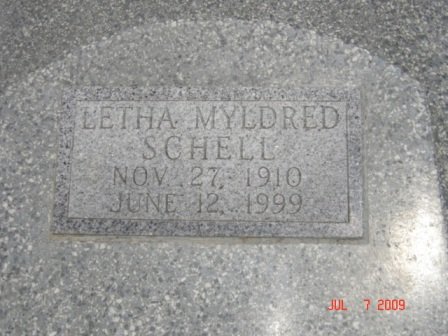 LETHA MYLDRED
SCHELL
NOV. 27, 1910
JUNE 12, 1999
JUL 7 2009